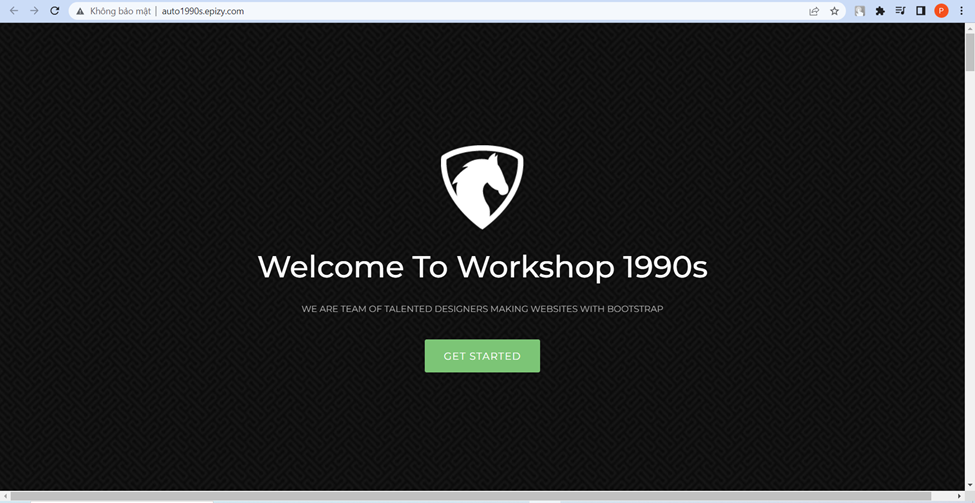 Không bảo mật | auto1990s.epizy.com
P
Welcome To Workshop 1990s
WE ARE TEAM OF TALENTED DESIGNERS MAKING WEBSITES WITH BOOTSTRAP
GET STARTED